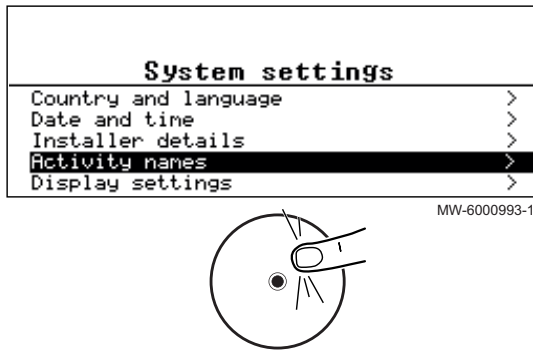 System settings
Country and language >
Date and time >
Installer details >
Activity names >
Display settings >
MW-6000993-1